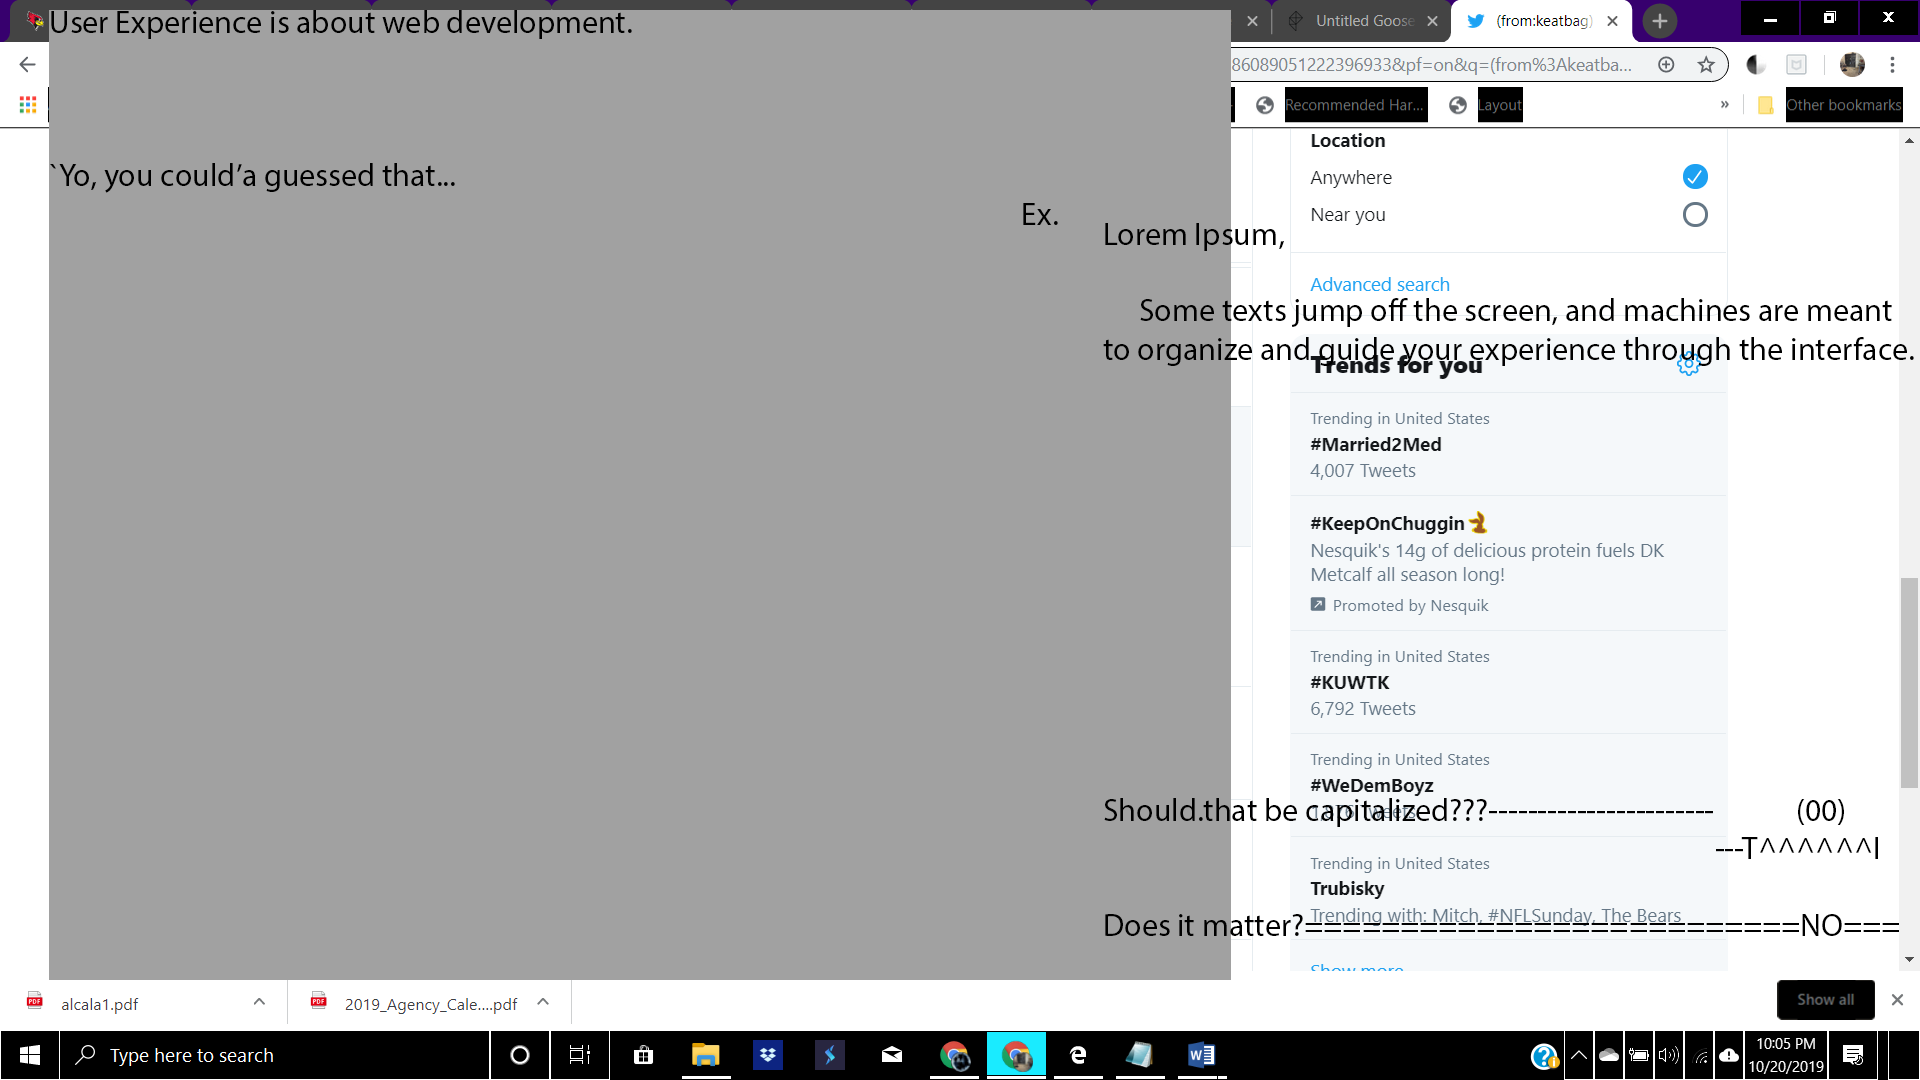 User Experience is about web development.
Untitled Goose
(from:keatbag)
86089051222396933&pf=on&q=(from%3Akeatba...
Recommended Har...
Layout
»
Other bookmarks
Location
`Yo, you could’a guessed that...
Anywhere
Ex.
Near you
Lorem Ipsum,
Advanced search
Some texts jump off the screen, and machines are meant
to organize and guide your experience through the interface.
Trends for you
Trending in United States
#Married2Med
4,007 Tweets
#KeepOnChuggin
Nesquik's 14g of delicious protein fuels DK
Metcalf all season long!
Promoted by Nesquik
Trending in United States
#KUWTK
6,792 Tweets
Trending in United States
#WeDemBoyz
Tweets
Should.that be capitalized???----------------------- (00)
---T^^^^^^I
Trending in United States
Trubisky
Trending with: Mitch, #NFLSunday, The Bears
Does it matter?==========================NO===
Show more
alcala1.pdf
2019_Agency_Cale....pdf
Show all
Type here to search
10:05 PM
10/20/2019